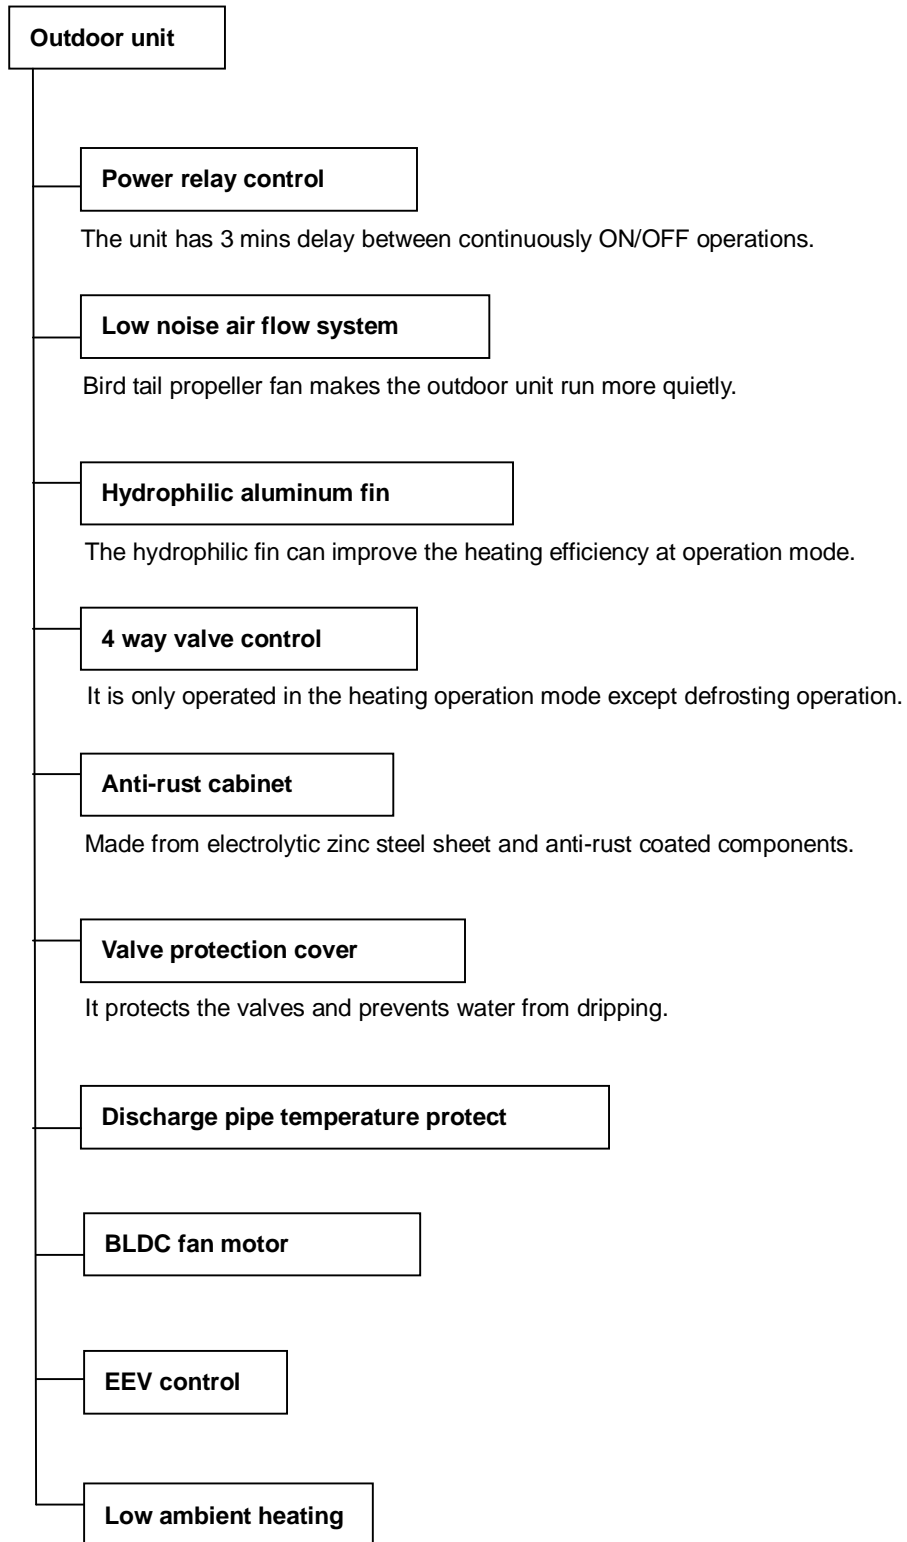 Outdoor unit
Power relay control
The unit has 3 mins delay between continuously ON/OFF operations.
Low noise air flow system
Bird tail propeller fan makes the outdoor unit run more quietly.
Hydrophilic aluminum fin
The hydrophilic fin can improve the heating efficiency at operation mode.
4 way valve control
It is only operated in the heating operation mode except defrosting operation.
Anti-rust cabinet
Made from electrolytic zinc steel sheet and anti-rust coated components.
Valve protection cover
It protects the valves and prevents water from dripping.
Discharge pipe temperature protect
BLDC fan motor
EEV control
Low ambient heating